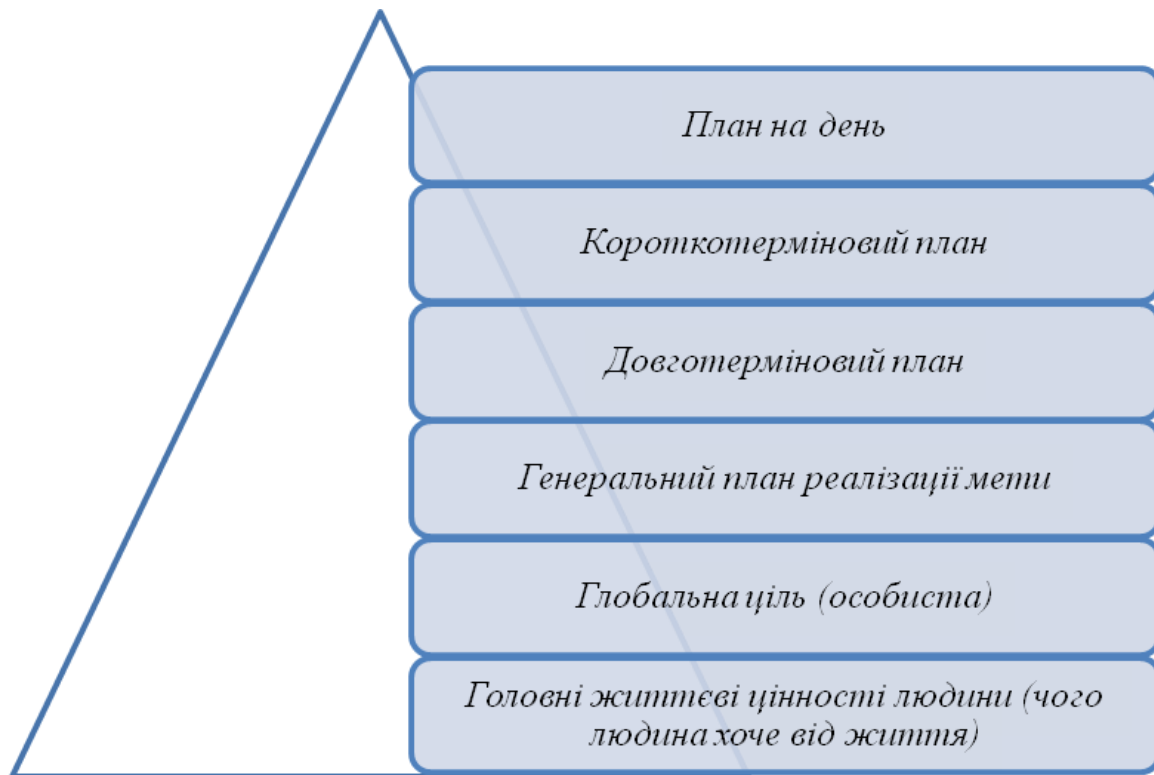 План на день
Короткотерміновий план
Довготерміновий план
Генеральний план реалізації мети
Глобальна ціль (особиста)
Головні життєві цінності людини (чого
людина хоче від життя)